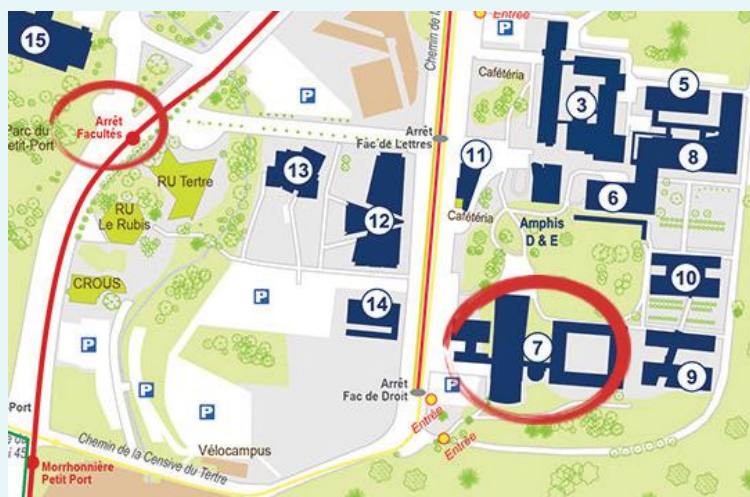 15
Entrée
P
Chemin de
Cafétéria
5
3
P
Arrêt
Facultés
Parc du
Petit-Port
Arrêt
Fac de Lettres
8
11
13
RU Tertre
6
RU
Le Rubis
12
Cafétéria
Amphis
D & E
10
CROUS
P
14
P
7
9
P
Arrêt
Fac de Droit
P
P
Port
Entrée
Entrée
Vélocampus
Chemin de la Censive du Tertre
45
Morrhonnière
Petit Port